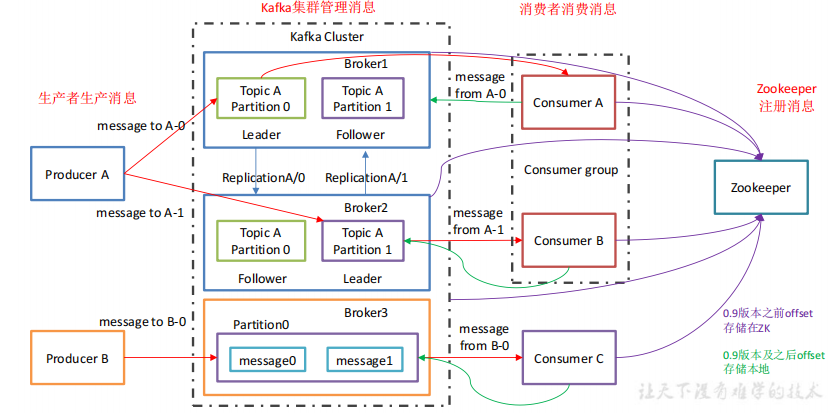 Kafka集群管理消息
消费者消费消息
Kafka Cluster
Broker1
生产者生产消息
Topic A
Partition 0
Topic A
Partition 1
message
from A-0
Consumer A
Zookeeper
注册消息
message to A-0
Leader
Follower
Producer A
ReplicationA/0
ReplicationA/1
Consumer group
Zookeeper
message to A-1
Broker2
Topic A
Partition 0
Topic A
Partition 1
message
from A-1
Consumer B
Follower
Leader
Broker3
message to B-0
Partition0
message
from B-0
0.9版本之前offset
存储在ZK
Producer B
message0
message1
Consumer C
0.9版本及之后offset
存储本地
让天下没有难学的技术